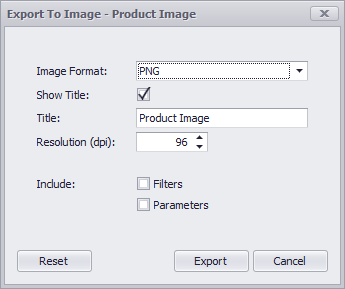 Export To Image - Product Image
Image Format: PNG
Show Title:
Title: Product Image
Resolution (dpi): 96
Include: Filters
Parameters
Reset Export Cancel